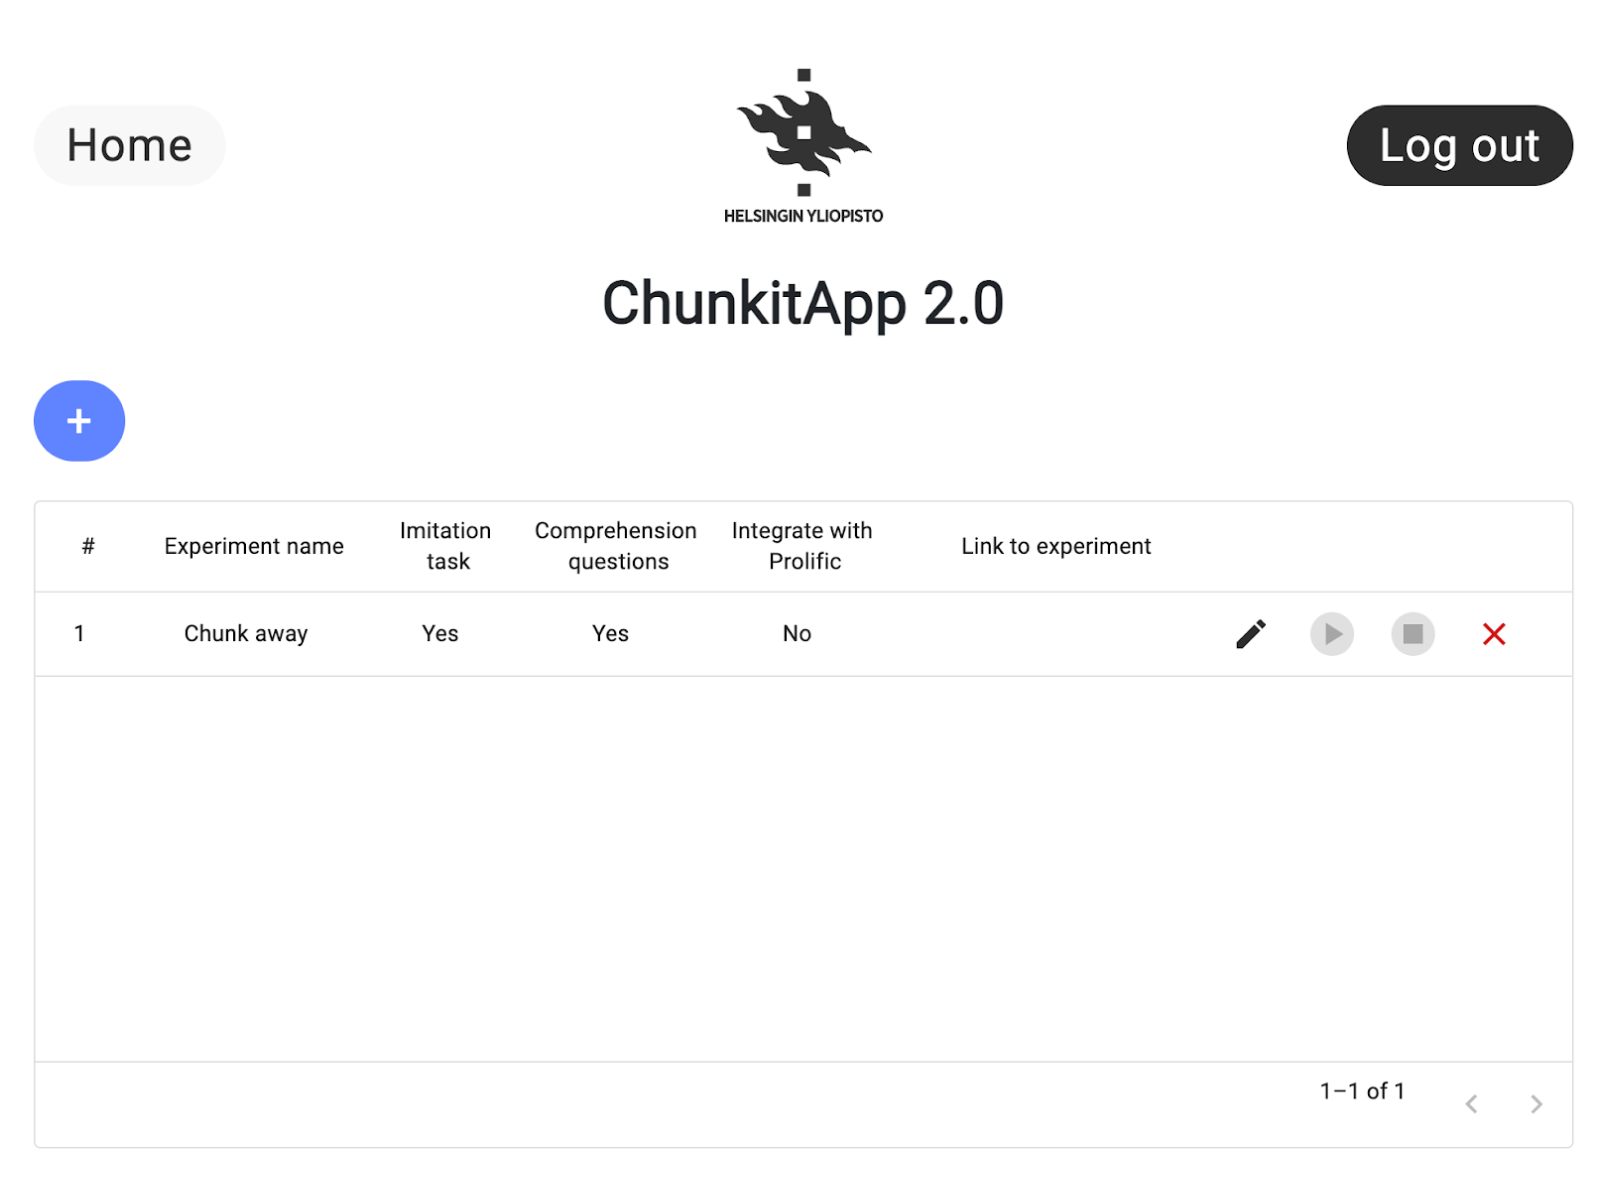 Home
HELSINGIN YLIOPISTO
Log out
ChunkitApp 2.0
+
# Experiment name Imitation task Comprehension questions Integrate with Prolific Link to experiment
1 Chunk away Yes Yes No
1–1 of 1